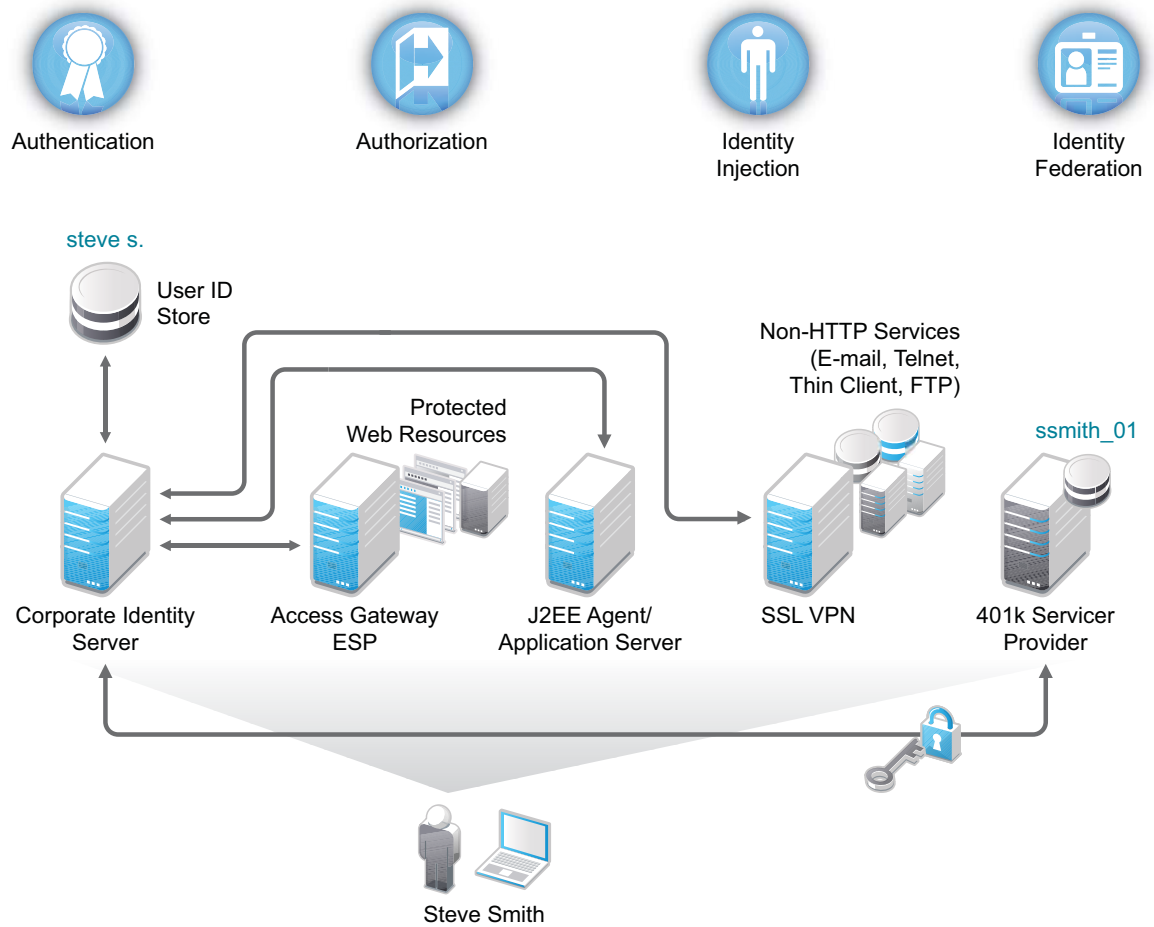 Authentication
Authorization
Identity
Injection
Identity
Federation
steve s.
User ID
Store
Non-HTTP Services
(E-mail, Telnet,
Thin Client, FTP)
Protected
Web Resources
ssmith_01
Corporate Identity
Server
Access Gateway
ESP
J2EE Agent/
Application Server
SSL VPN
401k Servicer
Provider
Steve Smith